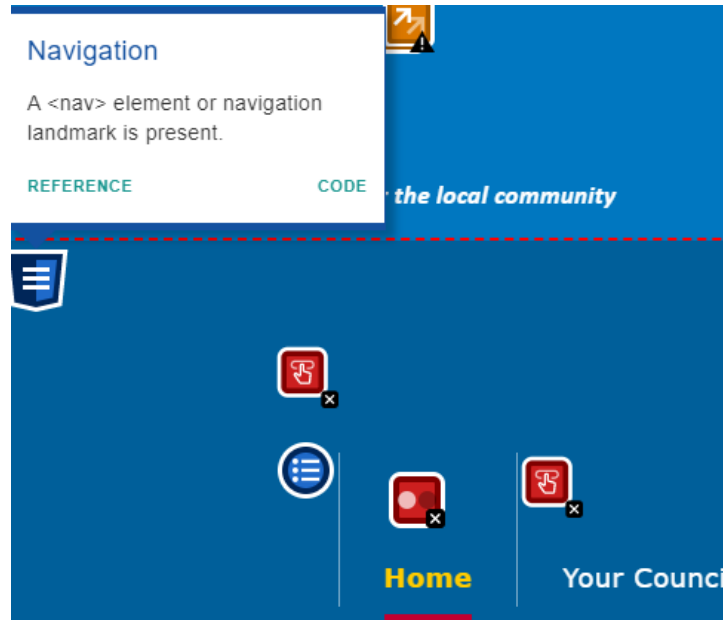 Navigation
A <nav> element or navigation
landmark is present.
REFERENCE
CODE
the local community
Home
Your Counci